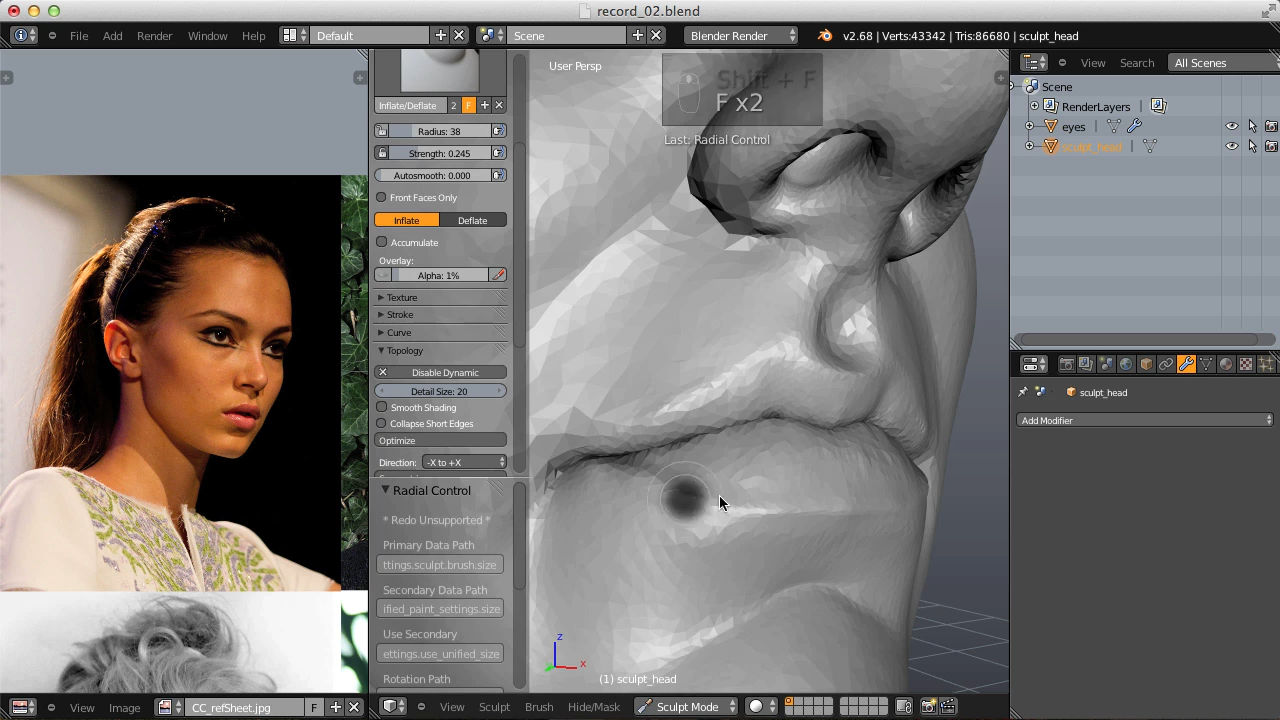 record_02.blend
File Add Render Window Help Default Scene Blender Render v2.68 | Verts:43342 | Tris:86680 | sculpt_head
Inflate/Deflate 2 F
Radius: 38
Strength: 0.245
Autosmooth: 0.000
Front Faces Only
Inflate Deflate
Accumulate
Overlay:
Alpha: 1%
Texture
Stroke
Curve
Topology
Disable Dynamic
Detail Size: 20
Smooth Shading
Collapse Short Edges
Optimize
Direction: -X to +X
Radial Control
* Redo Unsupported *
Primary Data Path
ttings.sculpt.brush.size
Secondary Data Path
ified_paint_settings.size
Use Secondary
ettings.use_unified_size
Rotation Path
User Persp
Shift + F
F x2
Last: Radial Control
z
x
(1) sculpt_head
View Search All Scenes
Scene
RenderLayers
eyes
sculpt_head
sculpt_head
Add Modifier
View Image CC_refSheet.jpg F
View Sculpt Brush Hide/Mask Sculpt Mode